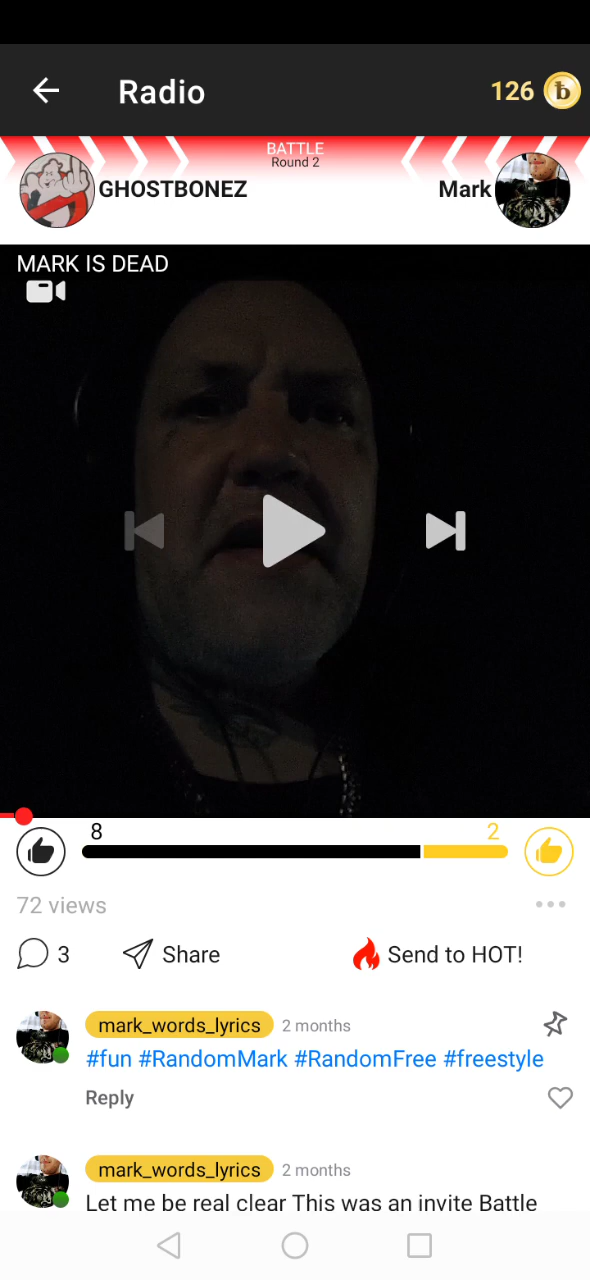 Radio
126
BATTLE
Round 2
GHOSTBONEZ
Mark
MARK IS DEAD
8
2
72 views
3
Share
Send to HOT!
mark_words_lyrics 2 months
#fun #RandomMark #RandomFree #freestyle
Reply
mark_words_lyrics 2 months
Let me be real clear This was an invite Battle